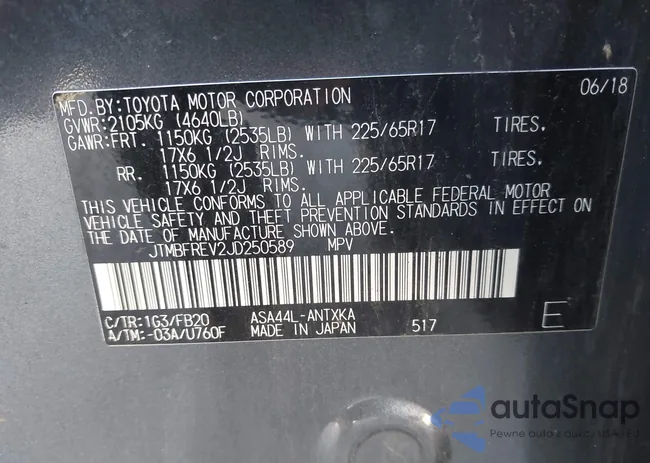 MFD.BY:TOYOTA MOTOR CORPORATION 06/18
GVWR:2105KG (4640LB)
GAWR:FRT. 1150KG (2535LB) WITH 225/65R17 TIRES.
17X6 1/2J RIMS.
RR. 1150KG (2535LB) WITH 225/65R17 TIRES.
17X6 1/2J RIMS.
THIS VEHICLE CONFORMS TO ALL APPLICABLE FEDERAL MOTOR
VEHICLE SAFETY AND THEFT PREVENTION STANDARDS IN EFFECT ON
THE DATE OF MANUFACTURE SHOWN ABOVE.
JTMBFREV2JD250589 MPV
C/TR:1G3/FB20 ASA44L-ANTXKA
A/TM:-03A/U760F MADE IN JAPAN 517 E
autoSnap
Pewne auto z